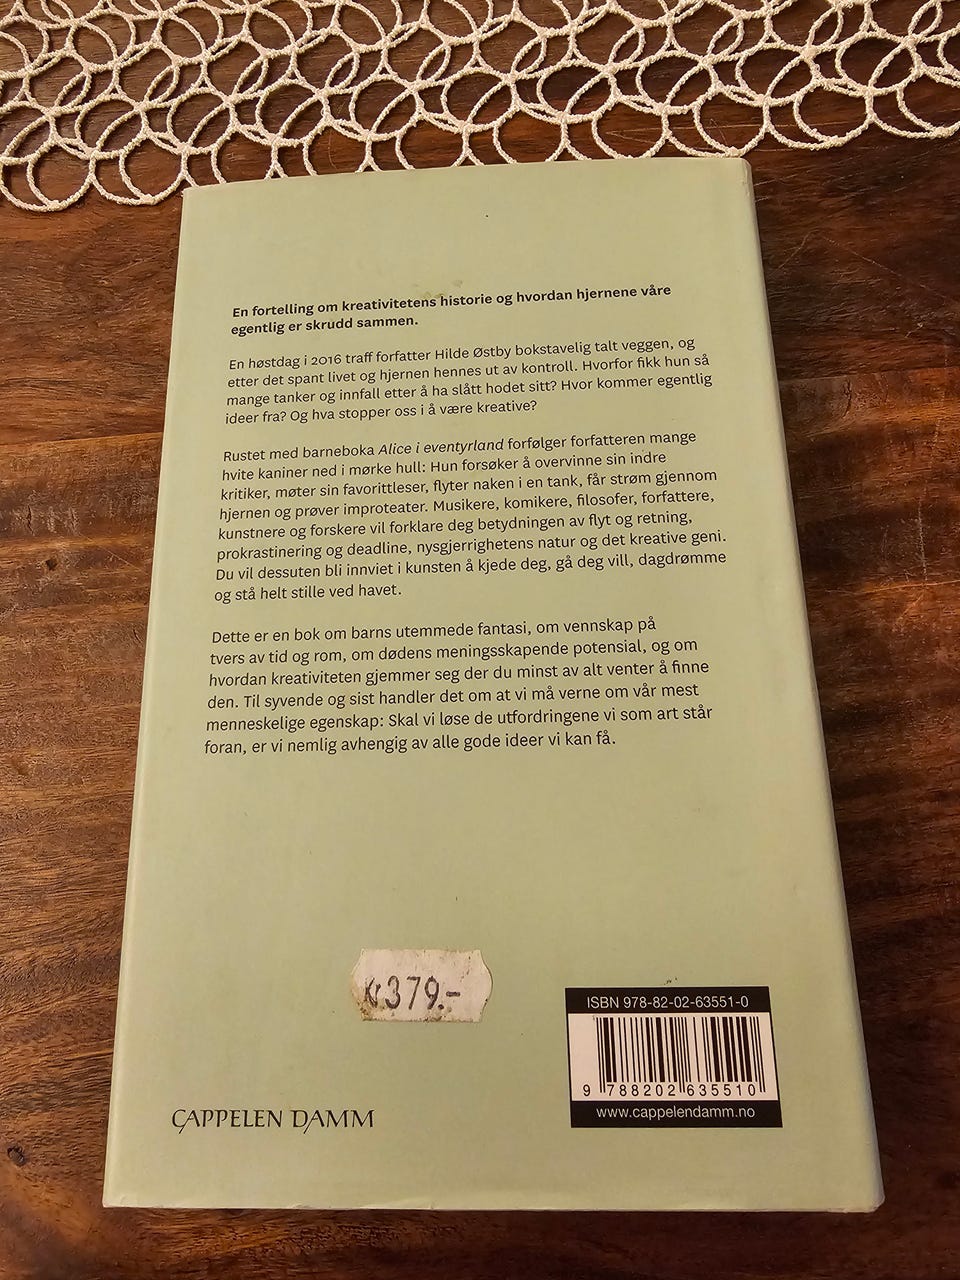 En fortelling om kreativitetens historie og hvordan hjernene våre
egentlig er skrudd sammen.
En høstdag i 2016 traff forfatter Hilde Østby bokstavelig talt veggen, og
etter det spant livet og hjernen hennes ut av kontroll. Hvorfor fikk hun så
mange tanker og innfall etter å ha slått hodet sitt? Hvor kommer egentlig
ideer fra? Og hva stopper oss i å være kreative?
Rustet med barneboka Alice i eventyrland forfølger forfatteren mange
hvite kaniner ned i mørke hull: Hun forsøker å overvinne sin indre
kritiker, møter sin favorittleser, flyter naken i en tank, får strøm gjennom
hjernen og prøver improteater. Musikere, komikere, filosofer, forfattere,
kunstnere og forskere vil forklare deg betydningen av flyt og retning,
prokrastinering og deadline, nysgjerrighetens natur og det kreative geni.
Du vil dessuten bli innviet i kunsten å kjede deg, gå deg vill, dagdrømme
og stå helt stille ved havet.
Dette er en bok om barns utemmede fantasi, om vennskap på
tvers av tid og rom, om dødens meningsskapende potensial, og om
hvordan kreativiteten gjemmer seg der du minst av alt venter å finne
den. Til syvende og sist handler det om at vi må verne om vår mest
menneskelige egenskap: Skal vi løse de utfordringene vi som art står
foran, er vi nemlig avhengig av alle gode ideer vi kan få.
Kr379.-
ISBN 978-82-02-63551-0
9 788202 635510
www.cappelendamm.no
CAPPELEN DAMM